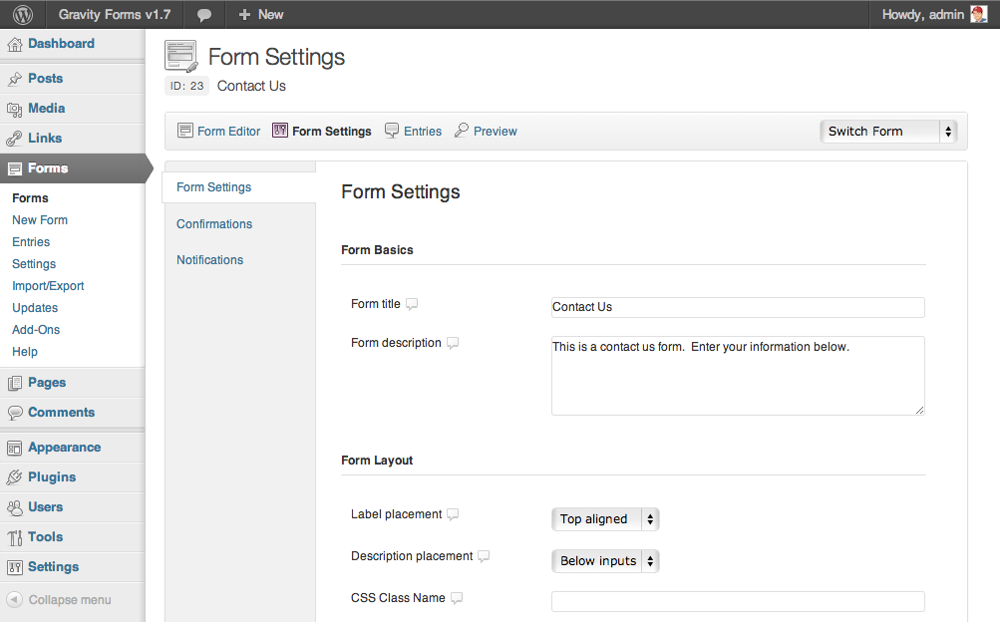 Gravity Forms v1.7
+ New
Howdy, admin
Dashboard
Posts
Media
Links
Forms
Forms
New Form
Entries
Settings
Import/Export
Updates
Add-Ons
Help
Pages
Comments
Appearance
Plugins
Users
Tools
Settings
Collapse menu
Form Settings
ID: 23 Contact Us
Form Editor Form Settings Entries Preview Switch Form
Form Settings
Confirmations
Notifications
Form Settings
Form Basics
Form title Contact Us
Form description This is a contact us form. Enter your information below.
Form Layout
Label placement Top aligned
Description placement Below inputs
CSS Class Name